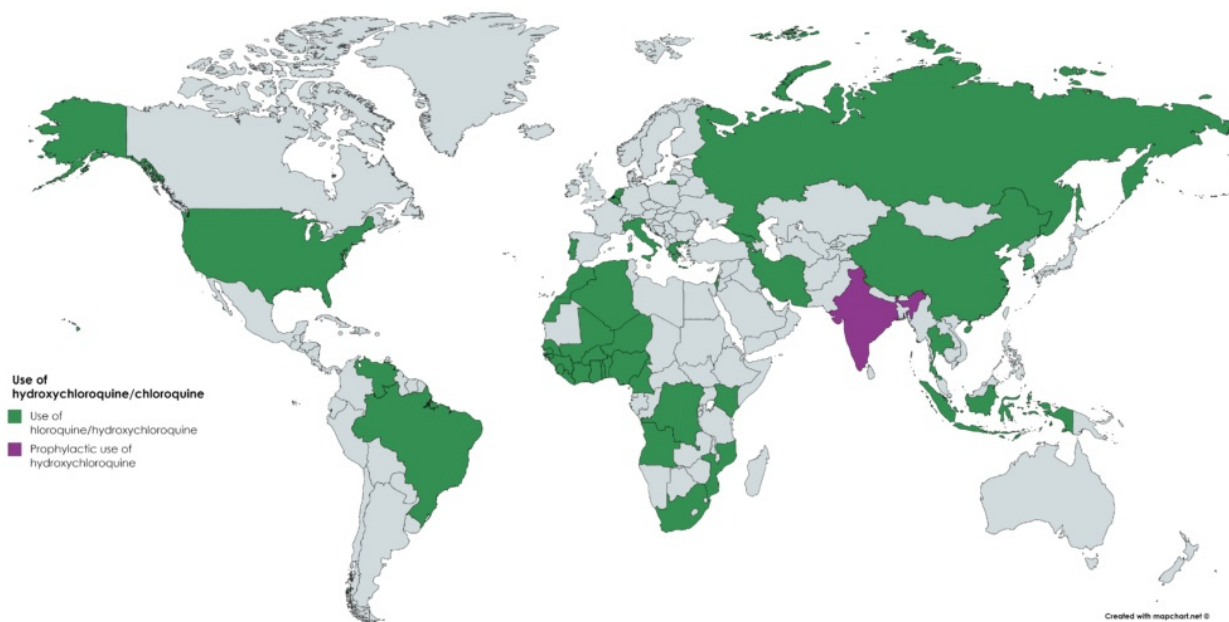 Use of
hydroxychloroquine/chloroquine
Use of
hloroquine/hydroxychloroquine
Prophylactic use of
hydroxychloroquine
Created with mapchart.net ©